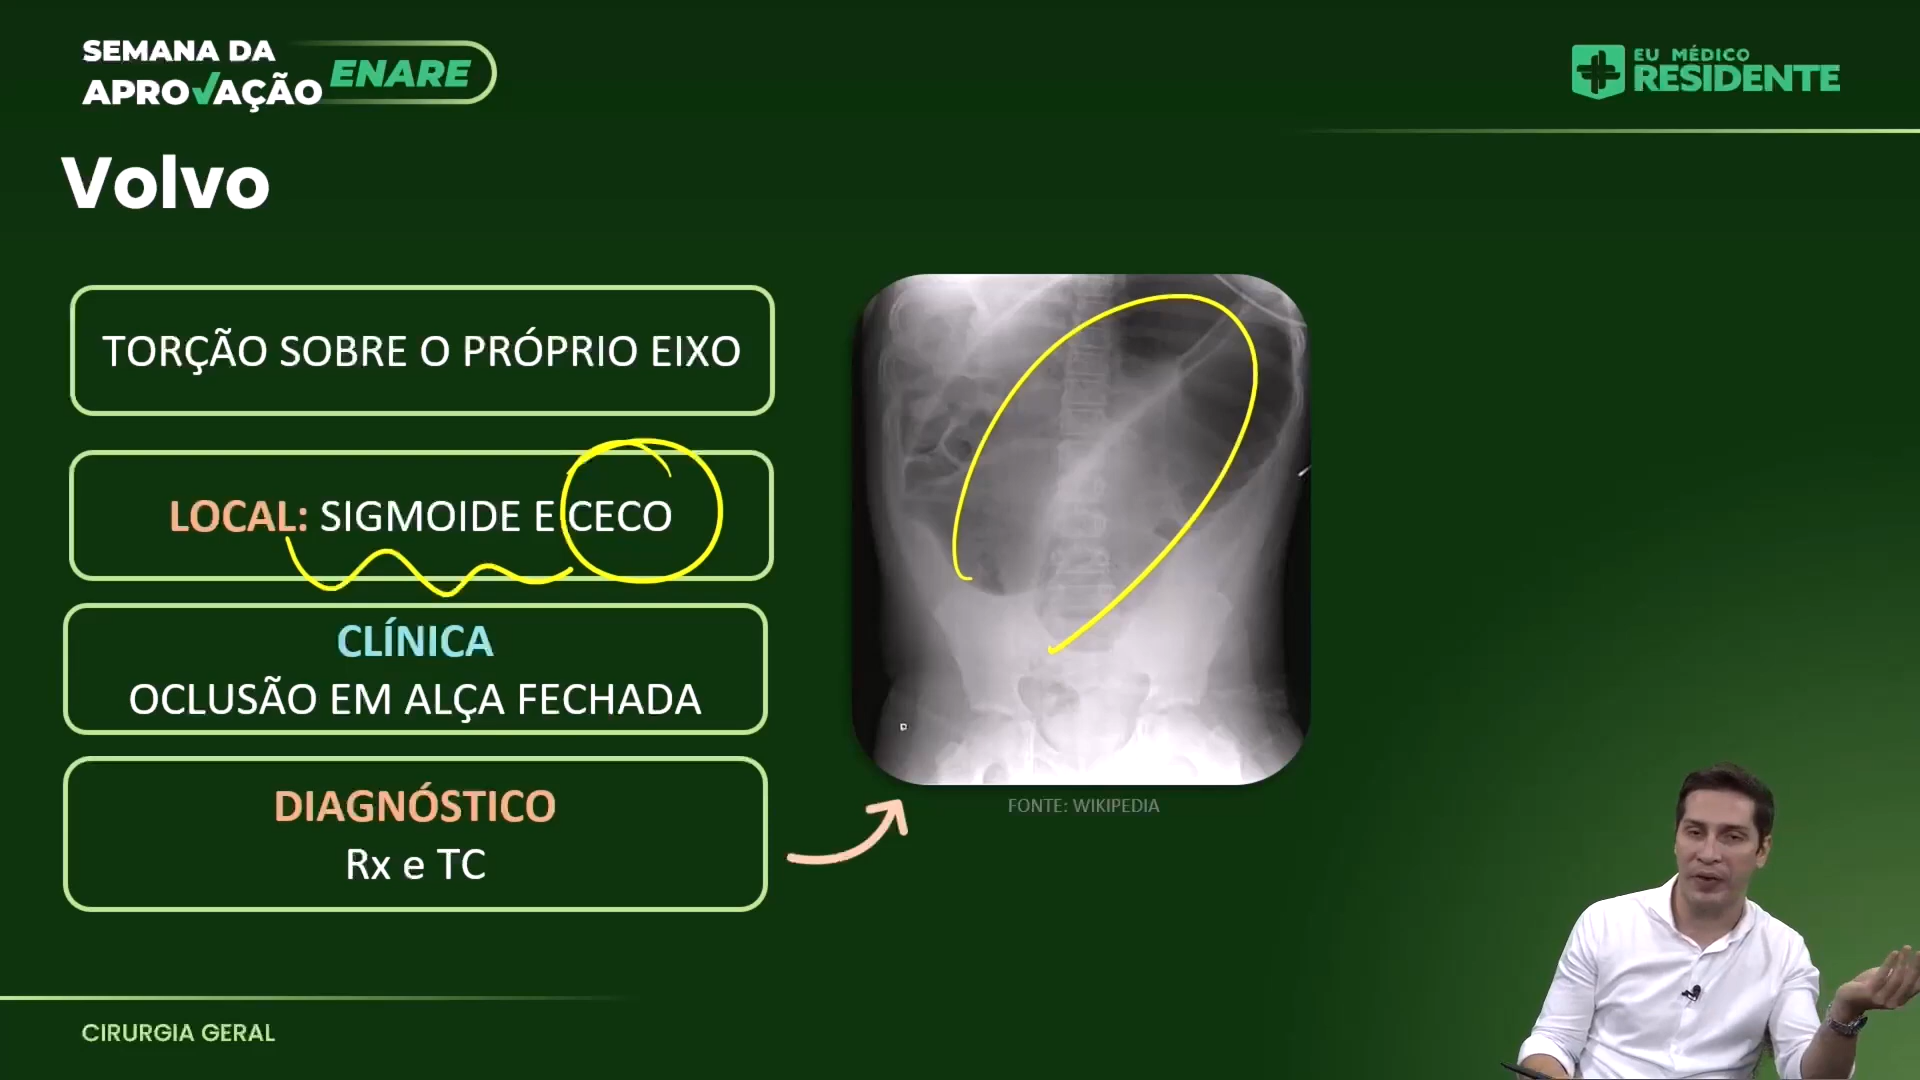 SEMANA DA
APROVAÇÃO ENARE
EU MÉDICO
RESIDENTE
Volvo
TORÇÃO SOBRE O PRÓPRIO EIXO
LOCAL: SIGMOIDE E CECO
CLÍNICA
OCLUSÃO EM ALÇA FECHADA
DIAGNÓSTICO
Rx e TC
FONTE: WIKIPEDIA
CIRURGIA GERAL